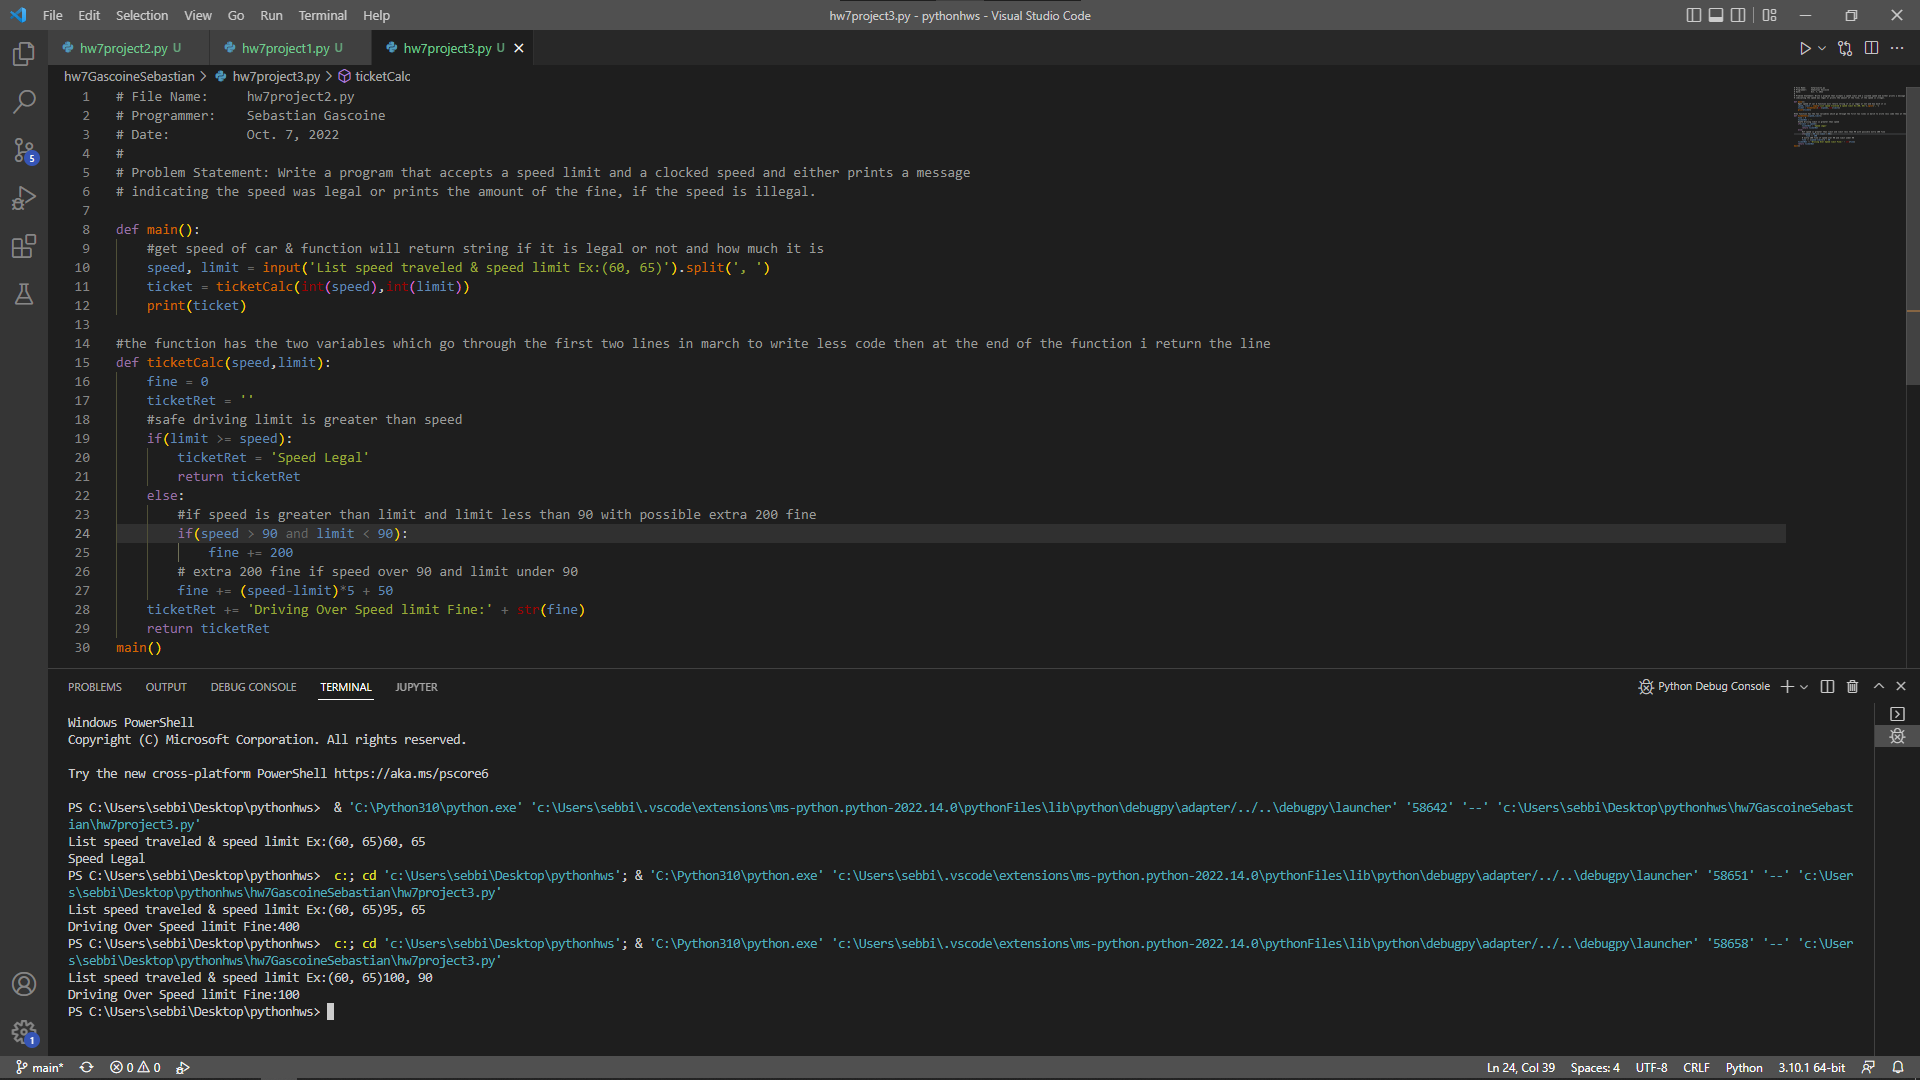 File Edit Selection View Go Run Terminal Help
hw7project3.py - pythonhws - Visual Studio Code
hw7project2.py U
hw7project1.py U
hw7project3.py U
hw7GascoineSebastian > hw7project3.py > ticketCalc
1 # File Name:     hw7project2.py
2 # Programmer:    Sebastian Gascoine
3 # Date:          Oct. 7, 2022
4 #
5 # Problem Statement: Write a program that accepts a speed limit and a clocked speed and either prints a message
6 # indicating the speed was legal or prints the amount of the fine, if the speed is illegal.
7
8 def main():
9     #get speed of car & function will return string if it is legal or not and how much it is
10     speed, limit = input('List speed traveled & speed limit Ex:(60, 65)').split(', ')
11     ticket = ticketCalc(int(speed),int(limit))
12     print(ticket)
13
14 #the function has the two variables which go through the first two lines in march to write less code then at the end of the function i return the line
15 def ticketCalc(speed,limit):
16     fine = 0
17     ticketRet = ''
18     #safe driving limit is greater than speed
19     if(limit >= speed):
20         ticketRet = 'Speed Legal'
21         return ticketRet
22     else:
23         #if speed is greater than limit and limit less than 90 with possible extra 200 fine
24         if(speed > 90 and limit < 90):
25             fine += 200
26         # extra 200 fine if speed over 90 and limit under 90
27         fine += (speed-limit)*5 + 50
28     ticketRet += 'Driving Over Speed limit Fine:' + str(fine)
29     return ticketRet
30 main()
5
PROBLEMS OUTPUT DEBUG CONSOLE TERMINAL JUPYTER
Python Debug Console
Windows PowerShell
Copyright (C) Microsoft Corporation. All rights reserved.
Try the new cross-platform PowerShell https://aka.ms/pscore6
PS C:\Users\sebbi\Desktop\pythonhws>  & 'C:\Python310\python.exe' 'c:\Users\sebbi\.vscode\extensions\ms-python.python-2022.14.0\pythonFiles\lib\python\debugpy\adapter/../..\debugpy\launcher' '58642' '--' 'c:\Users\sebbi\Desktop\pythonhws\hw7GascoineSebast
ian\hw7project3.py'
List speed traveled & speed limit Ex:(60, 65)60, 65
Speed Legal
PS C:\Users\sebbi\Desktop\pythonhws>  c:; cd 'c:\Users\sebbi\Desktop\pythonhws'; & 'C:\Python310\python.exe' 'c:\Users\sebbi\.vscode\extensions\ms-python.python-2022.14.0\pythonFiles\lib\python\debugpy\adapter/../..\debugpy\launcher' '58651' '--' 'c:\User
s\sebbi\Desktop\pythonhws\hw7GascoineSebastian\hw7project3.py'
List speed traveled & speed limit Ex:(60, 65)95, 65
Driving Over Speed limit Fine:400
PS C:\Users\sebbi\Desktop\pythonhws>  c:; cd 'c:\Users\sebbi\Desktop\pythonhws'; & 'C:\Python310\python.exe' 'c:\Users\sebbi\.vscode\extensions\ms-python.python-2022.14.0\pythonFiles\lib\python\debugpy\adapter/../..\debugpy\launcher' '58658' '--' 'c:\User
s\sebbi\Desktop\pythonhws\hw7GascoineSebastian\hw7project3.py'
List speed traveled & speed limit Ex:(60, 65)100, 90
Driving Over Speed limit Fine:100
PS C:\Users\sebbi\Desktop\pythonhws>
1
main* 0 0
Ln 24, Col 39 Spaces: 4 UTF-8 CRLF Python 3.10.1 64-bit